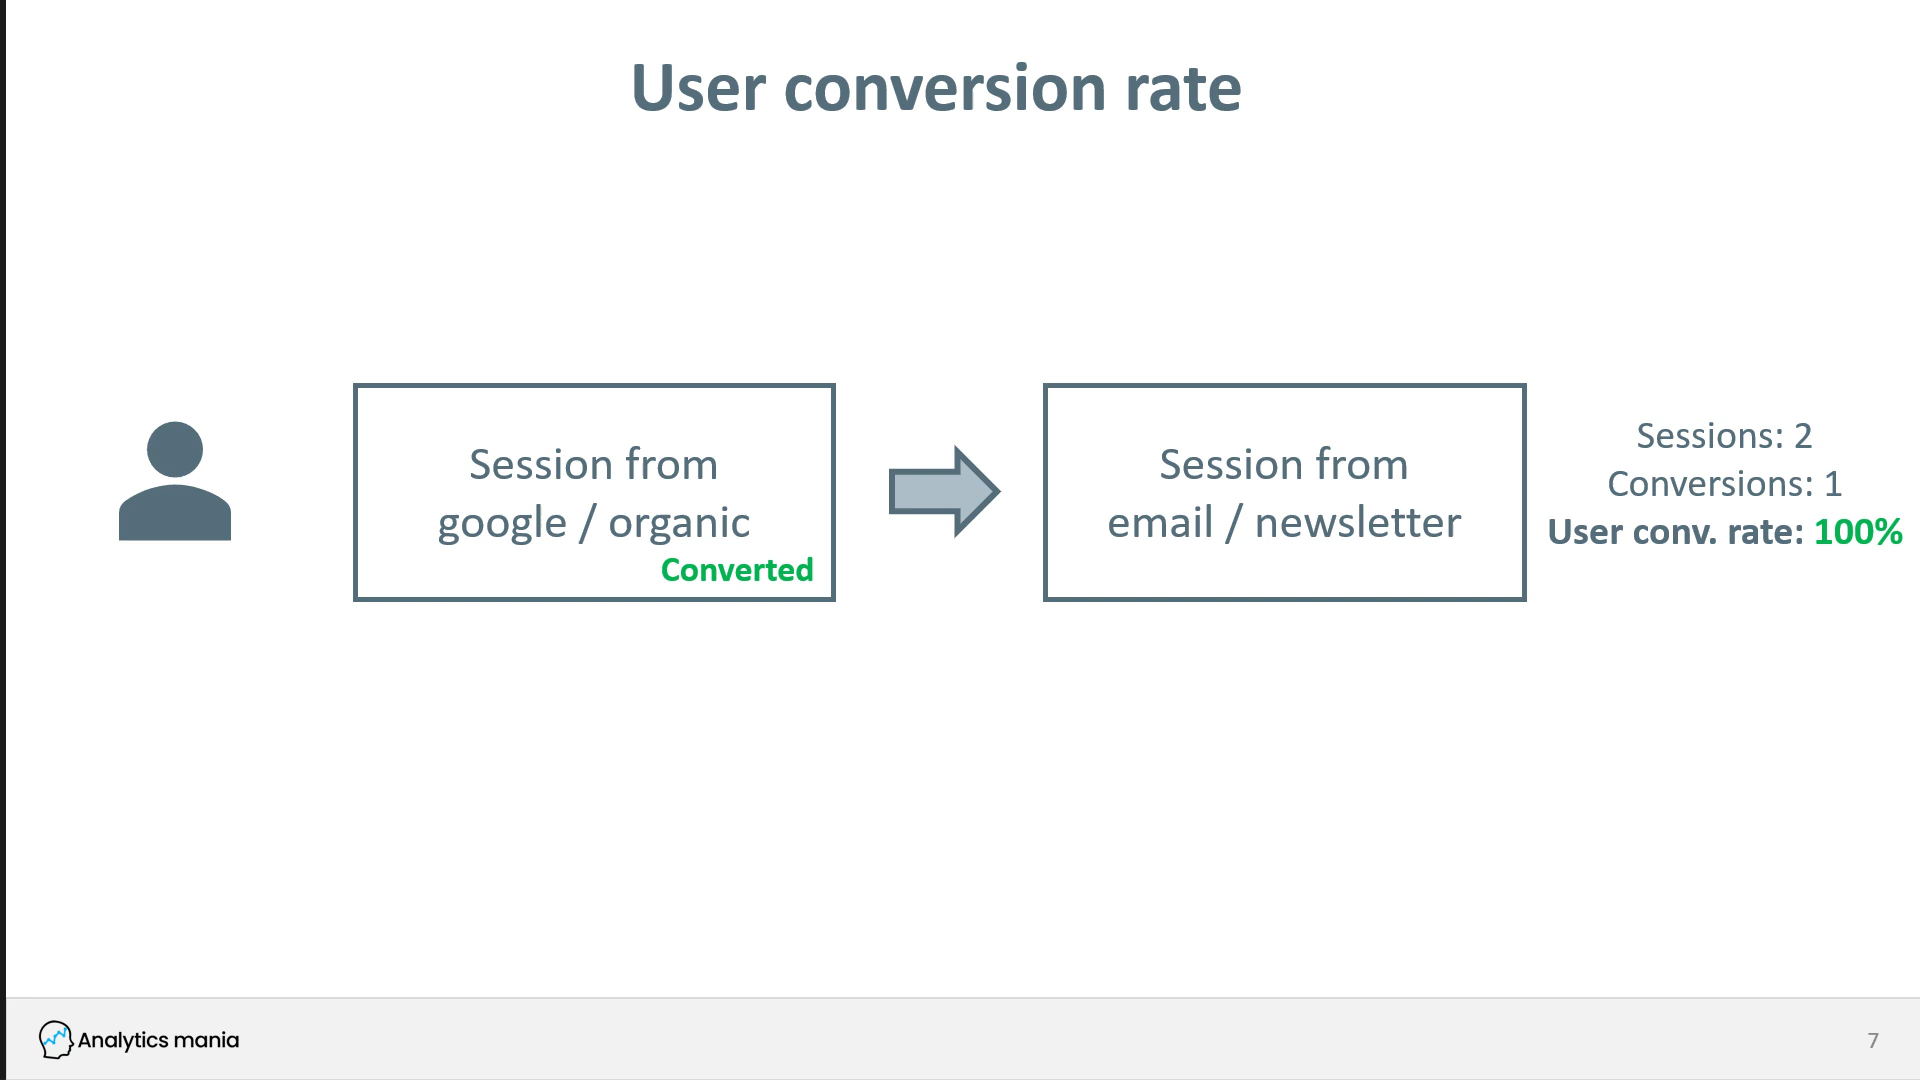 User conversion rate
Session from
google / organic
Converted
Session from
email / newsletter
Sessions: 2
Conversions: 1
User conv. rate: 100%
Analytics mania
7